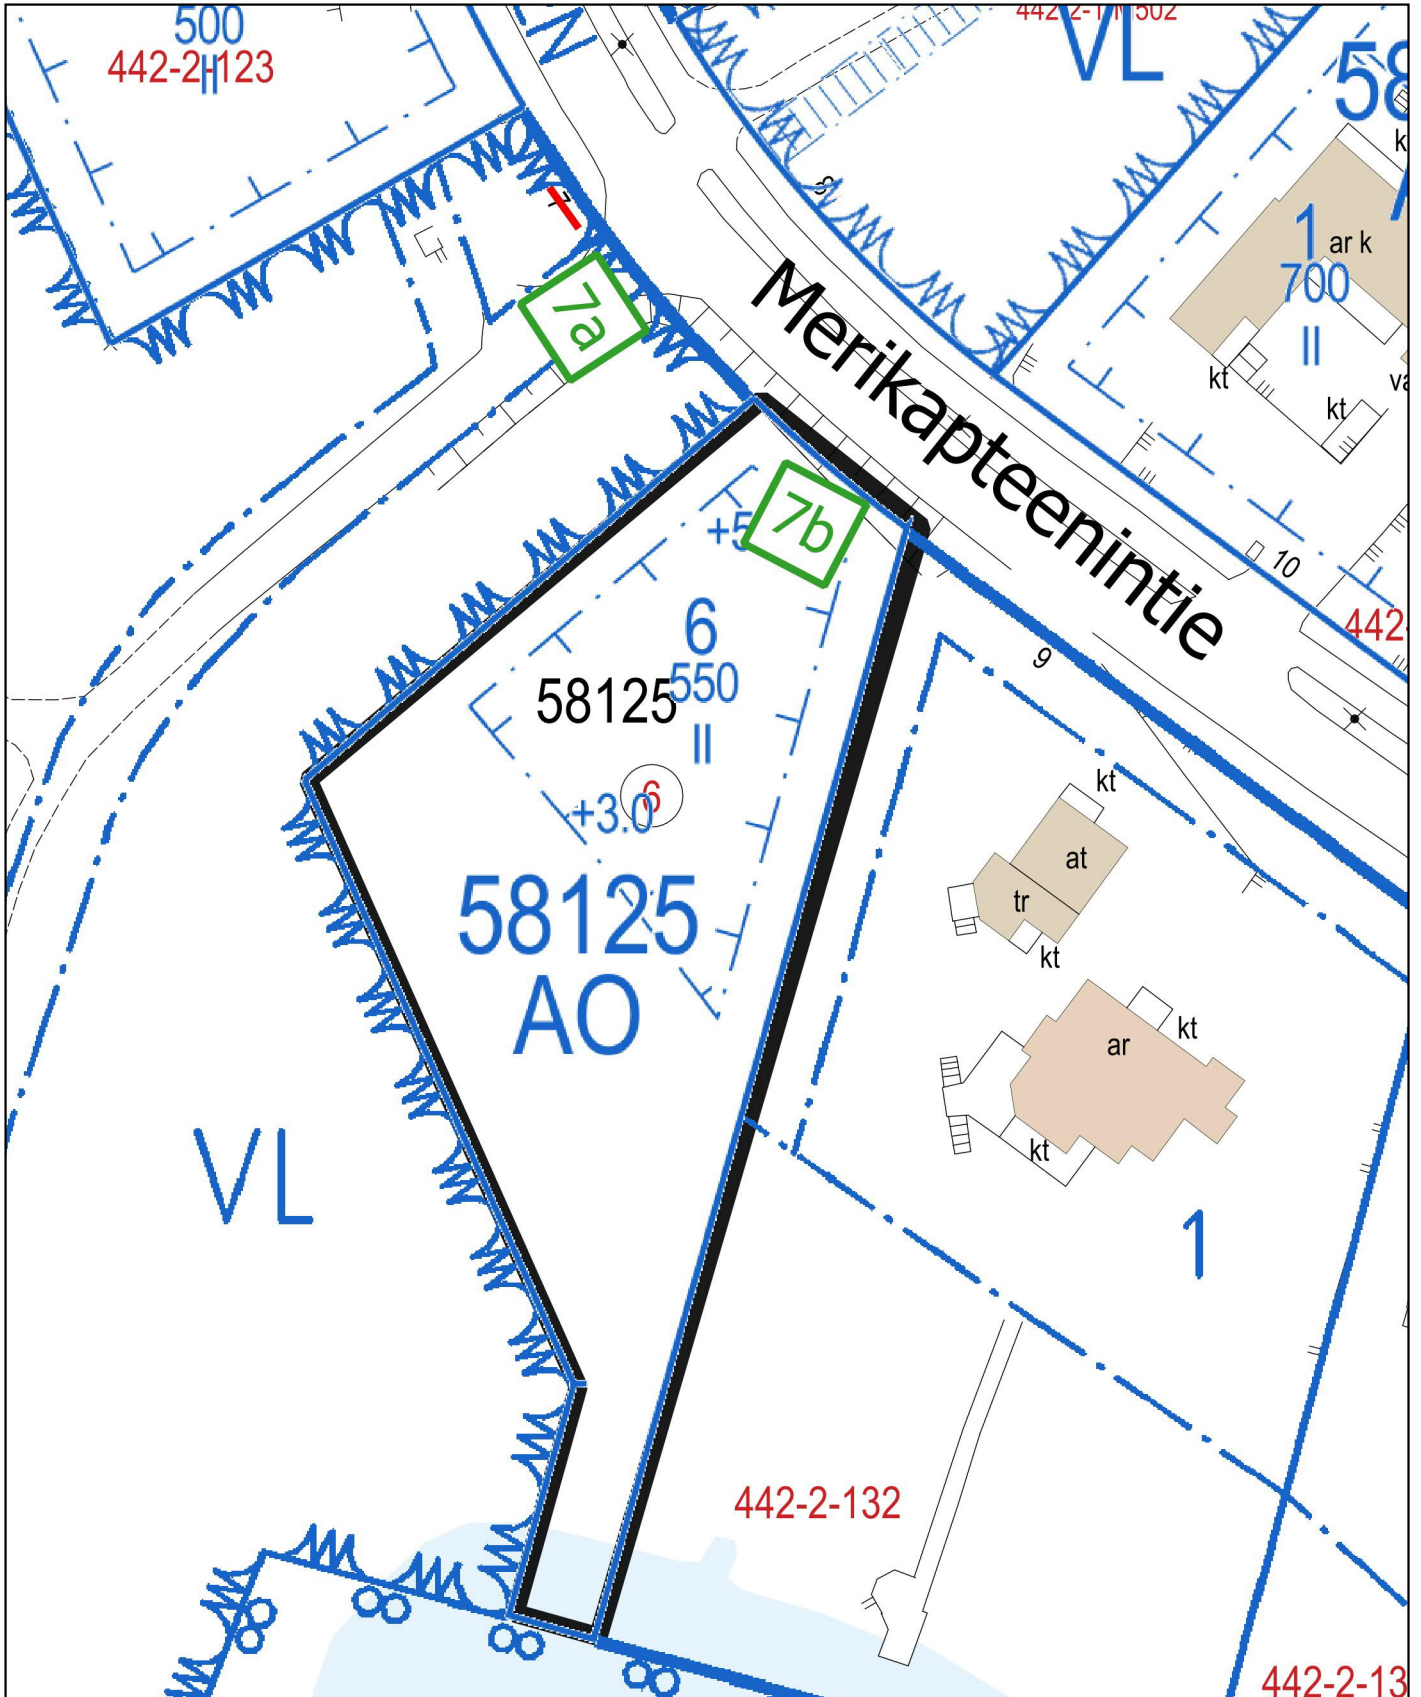 500
442-2-123
II
VL
1
ar k
700
II
kt
kt
7a
Merikapteenintie
7b
10
9
6
58125
550
II
6
+3.0
58125
AO
kt
at
tr
kt
kt
ar
kt
VL
1
442-2-132
442-2-13